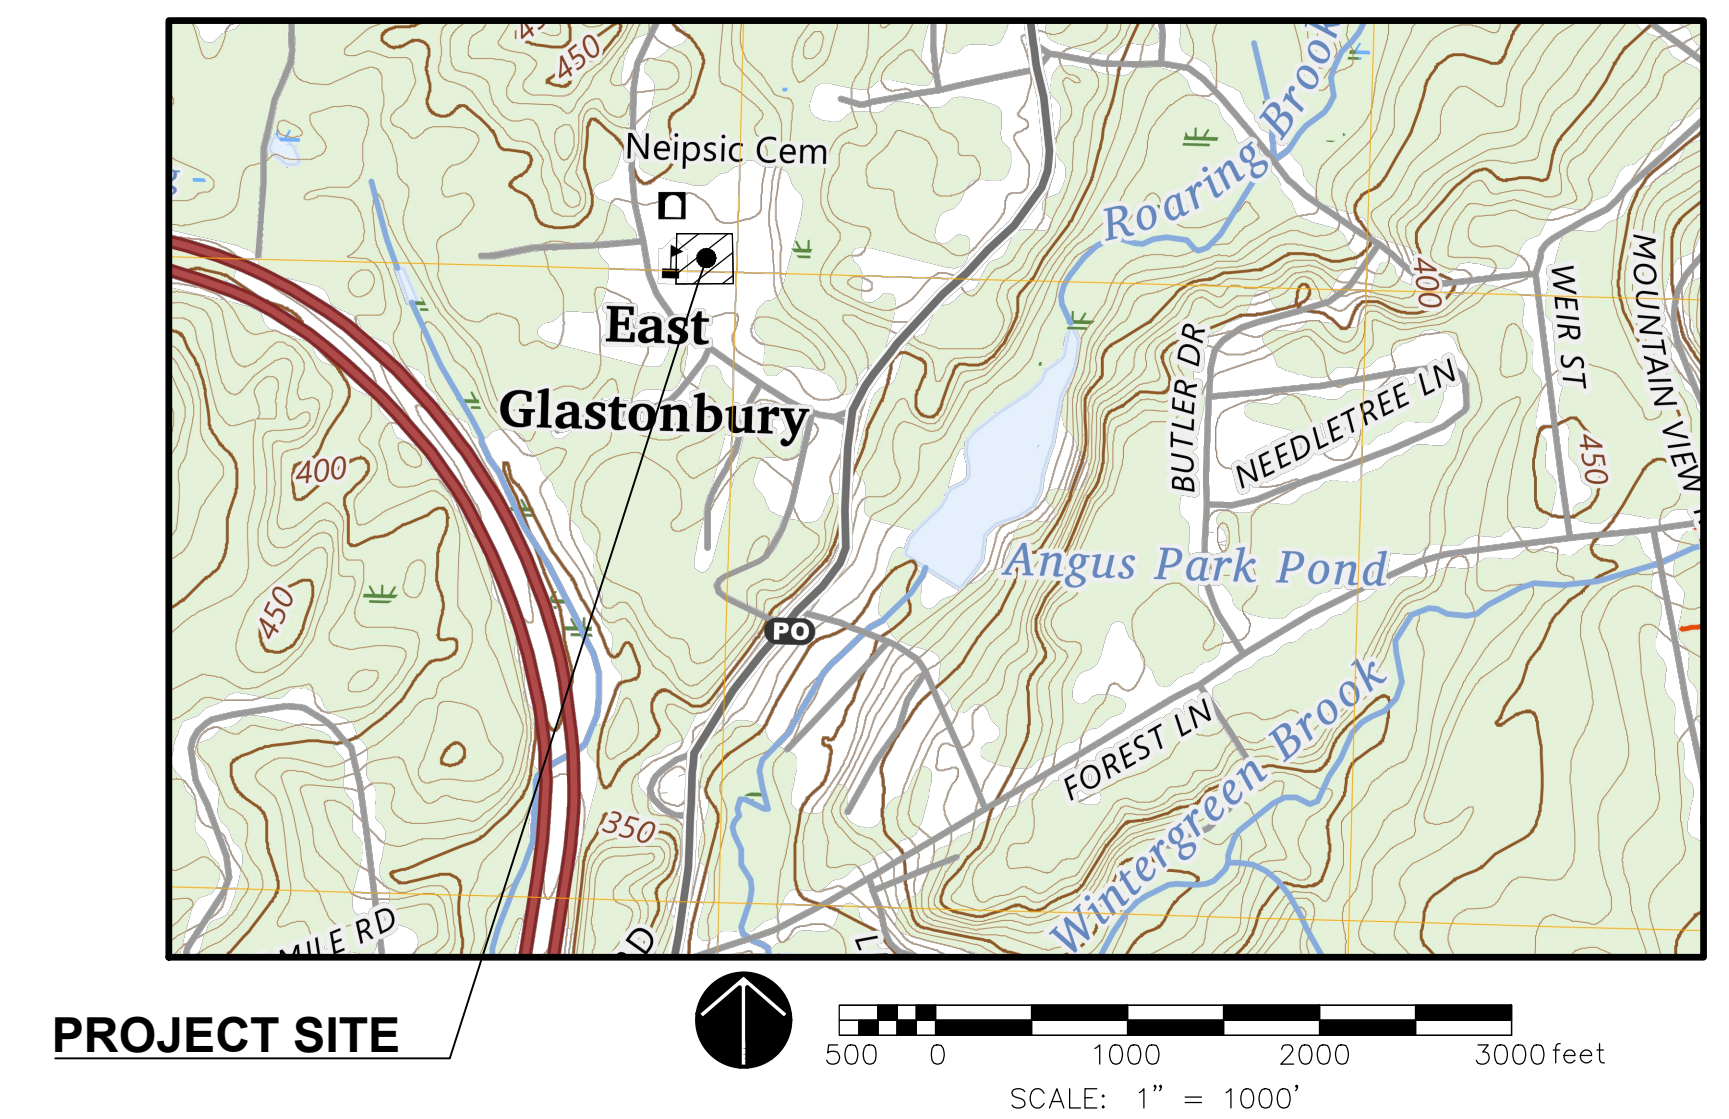 450
Neipsic Cem
Roaring Brook
East
Glastonbury
400
WEIR ST
MOUNTAIN VIEW
BUTLER DR
NEEDLETREE LN
450
400
Angus Park Pond
450
PO
FOREST LN
Wintergreen Brook
350
MILE RD
PROJECT SITE
500 0 1000 2000 3000 feet
SCALE: 1" = 1000'